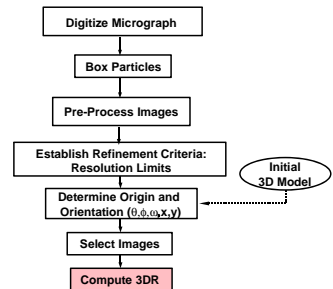 Digitize Micrograph
Box Particles
Pre-Process Images
Establish Refinement Criteria:
Resolution Limits
Initial
3D Model
Determine Origin and
Orientation (θ,ϕ,ω,x,y)
Select Images
Compute 3DR